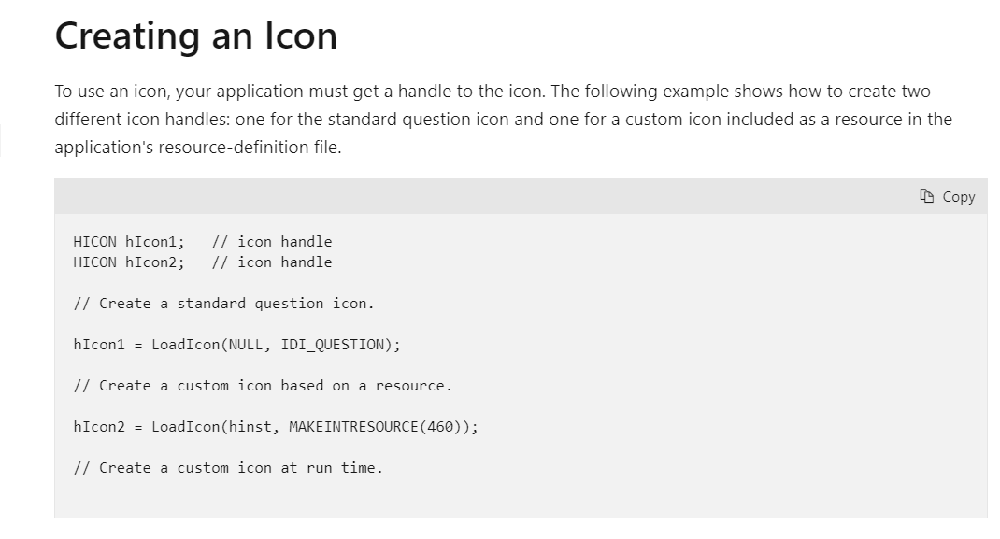 Creating an Icon
To use an icon, your application must get a handle to the icon. The following example shows how to create two
different icon handles: one for the standard question icon and one for a custom icon included as a resource in the
application's resource-definition file.
Copy
HICON hIcon1;   // icon handle
HICON hIcon2;   // icon handle
// Create a standard question icon.
hIcon1 = LoadIcon(NULL, IDI_QUESTION);
// Create a custom icon based on a resource.
hIcon2 = LoadIcon(hinst, MAKEINTRESOURCE(460));
// Create a custom icon at run time.